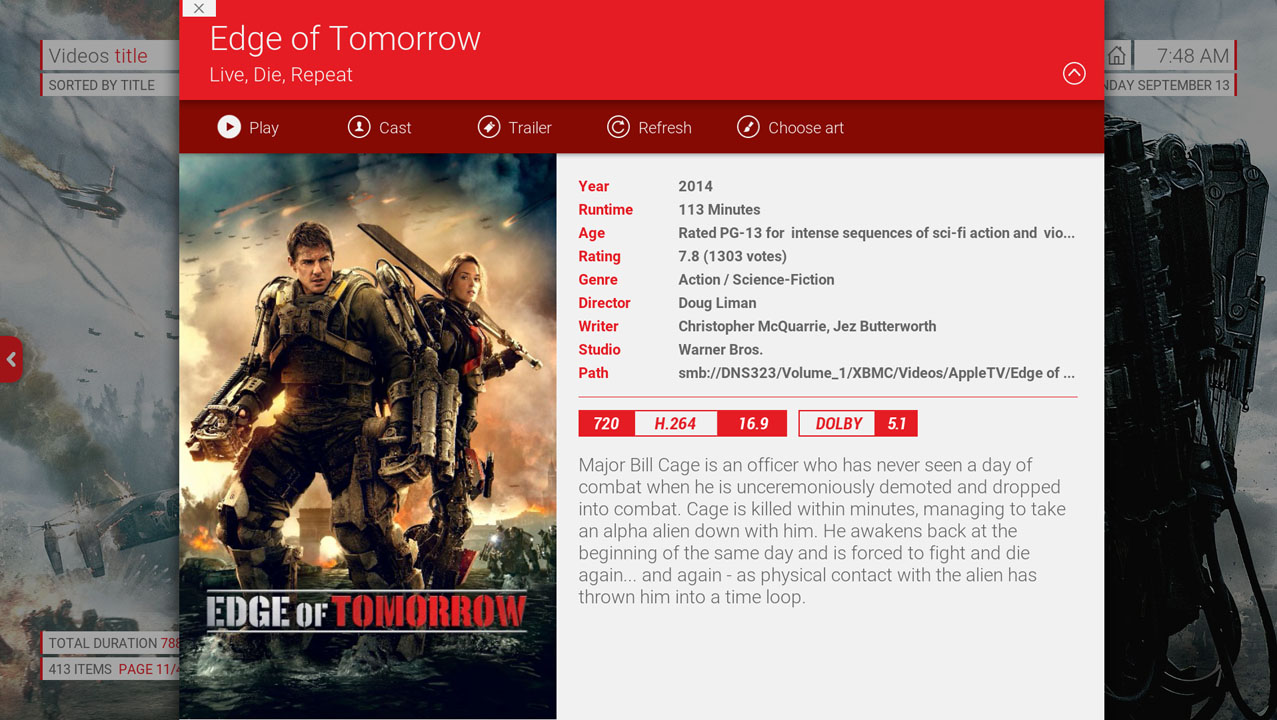 Edge of Tomorrow
Live, Die, Repeat
Videos title
SORTED BY TITLE
7:48 AM
NDAY SEPTEMBER 13
Play Cast Trailer Refresh Choose art
Year 2014
Runtime 113 Minutes
Age Rated PG-13 for intense sequences of sci-fi action and vio...
Rating 7.8 (1303 votes)
Genre Action / Science-Fiction
Director Doug Liman
Writer Christopher McQuarrie, Jez Butterworth
Studio Warner Bros.
Path smb://DNS323/Volume_1/XBMC/Videos/AppleTV/Edge of ...
720 H.264 16.9 DOLBY 5.1
Major Bill Cage is an officer who has never seen a day of
combat when he is unceremoniously demoted and dropped
into combat. Cage is killed within minutes, managing to take
an alpha alien down with him. He awakens back at the
beginning of the same day and is forced to fight and die
again... and again - as physical contact with the alien has
thrown him into a time loop.
EDGE OF TOMORROW
TOTAL DURATION 788
413 ITEMS PAGE 11/4